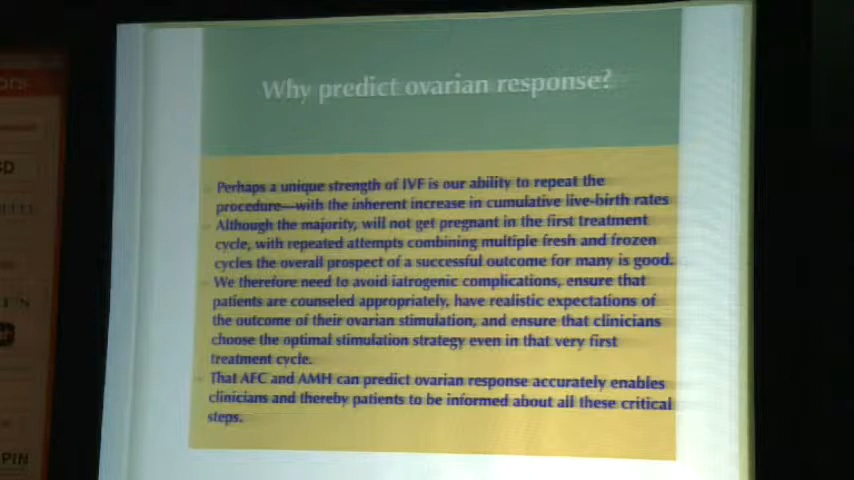 Why predict ovarian response?
Perhaps a unique strength of IVF is our ability to repeat the
procedure—with the inherent increase in cumulative live-birth rates
Although the majority, will not get pregnant in the first treatment
cycle, with repeated attempts combining multiple fresh and frozen
cycles the overall prospect of a successful outcome for many is good.
We therefore need to avoid iatrogenic complications, ensure that
patients are counseled appropriately, have realistic expectations of
the outcome of their ovarian stimulation, and ensure that clinicians
choose the optimal stimulation strategy even in that very first
treatment cycle.
That AFC and AMH can predict ovarian response accurately enables
clinicians and thereby patients to be informed about all these critical
steps.
PIN